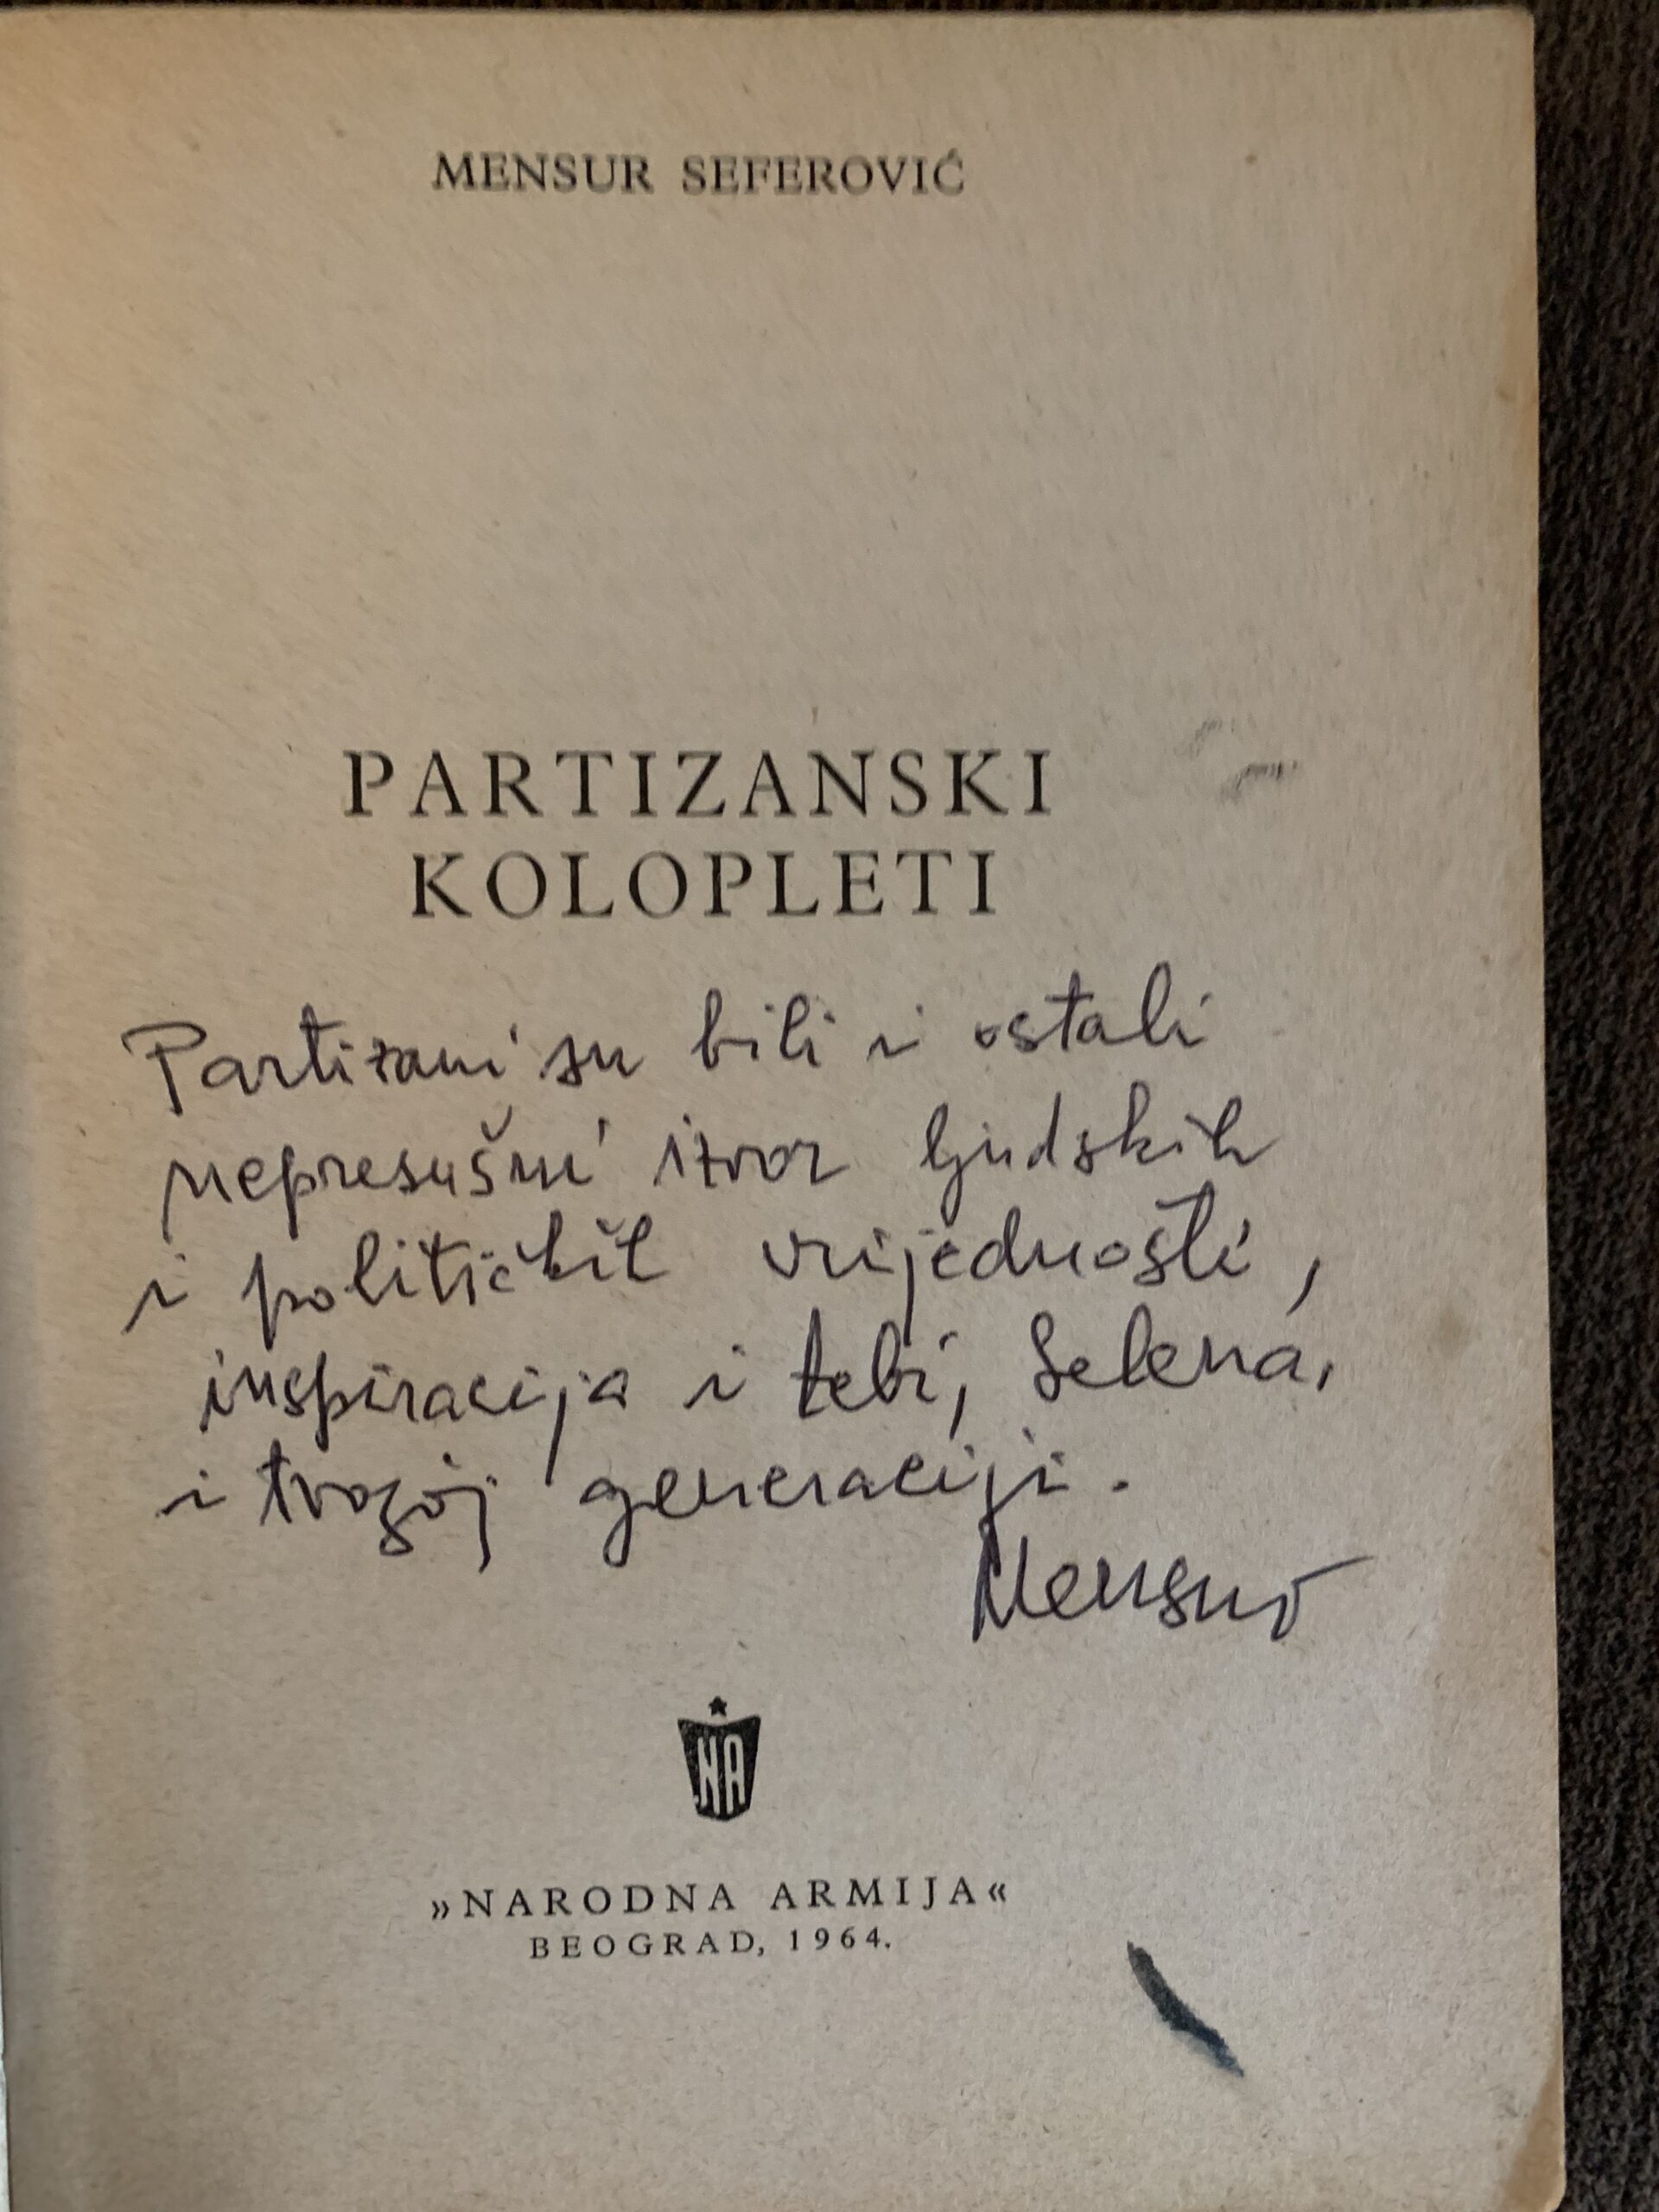 MENSUR SEFEROVIĆ
PARTIZANSKI
KOLOPLETI
Partizani su bili i ostali
nepresušni izvor ljudskih
i političkih vrijednosti,
inspiracija i tebi, Selena,
i tvojoj generaciji.
Mensur
NA
»NARODNA ARMIJA«
BEOGRAD, 1964.